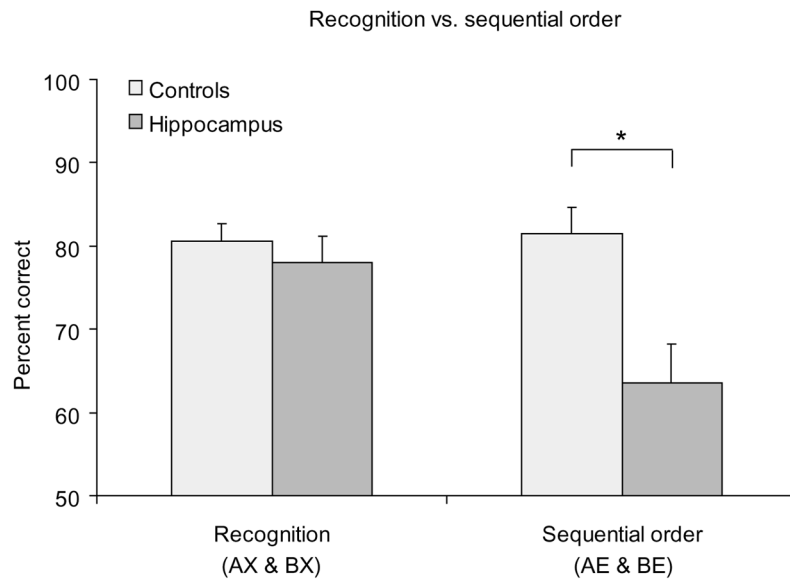 Recognition vs. sequential order
Controls
Hippocampus
*
Percent correct
100
90
80
70
60
50
Recognition
(AX & BX)
Sequential order
(AE & BE)